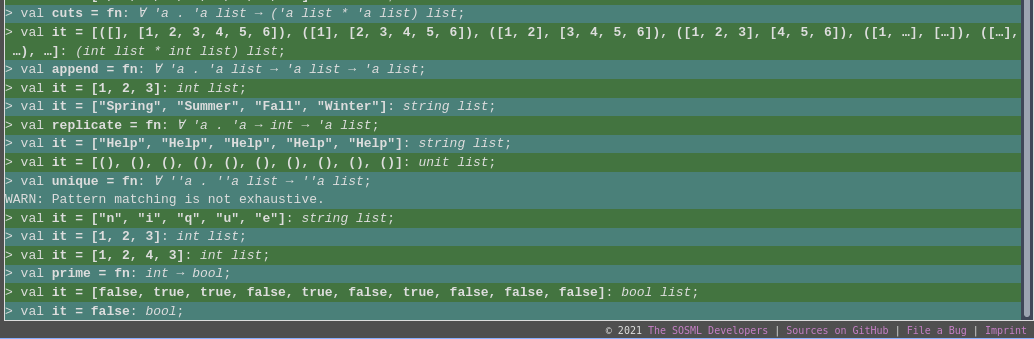 > val cuts = fn: ∀ 'a . 'a list → ('a list * 'a list) list;
> val it = [([], [1, 2, 3, 4, 5, 6]), ([1], [2, 3, 4, 5, 6]), ([1, 2], [3, 4, 5, 6]), ([1, 2, 3], [4, 5, 6]), ([1, …], […]), ([…],
…), …]: (int list * int list) list;
> val append = fn: ∀ 'a . 'a list → 'a list → 'a list;
> val it = [1, 2, 3]: int list;
> val it = ["Spring", "Summer", "Fall", "Winter"]: string list;
> val replicate = fn: ∀ 'a . 'a → int → 'a list;
> val it = ["Help", "Help", "Help", "Help", "Help"]: string list;
> val it = [(), (), (), (), (), (), (), (), (), ()]: unit list;
> val unique = fn: ∀ ''a . ''a list → ''a list;
WARN: Pattern matching is not exhaustive.
> val it = ["n", "i", "q", "u", "e"]: string list;
> val it = [1, 2, 3]: int list;
> val it = [1, 2, 4, 3]: int list;
> val prime = fn: int → bool;
> val it = [false, true, true, false, true, false, true, false, false, false]: bool list;
> val it = false: bool;
© 2021 The SOSML Developers | Sources on GitHub | File a Bug | Imprint